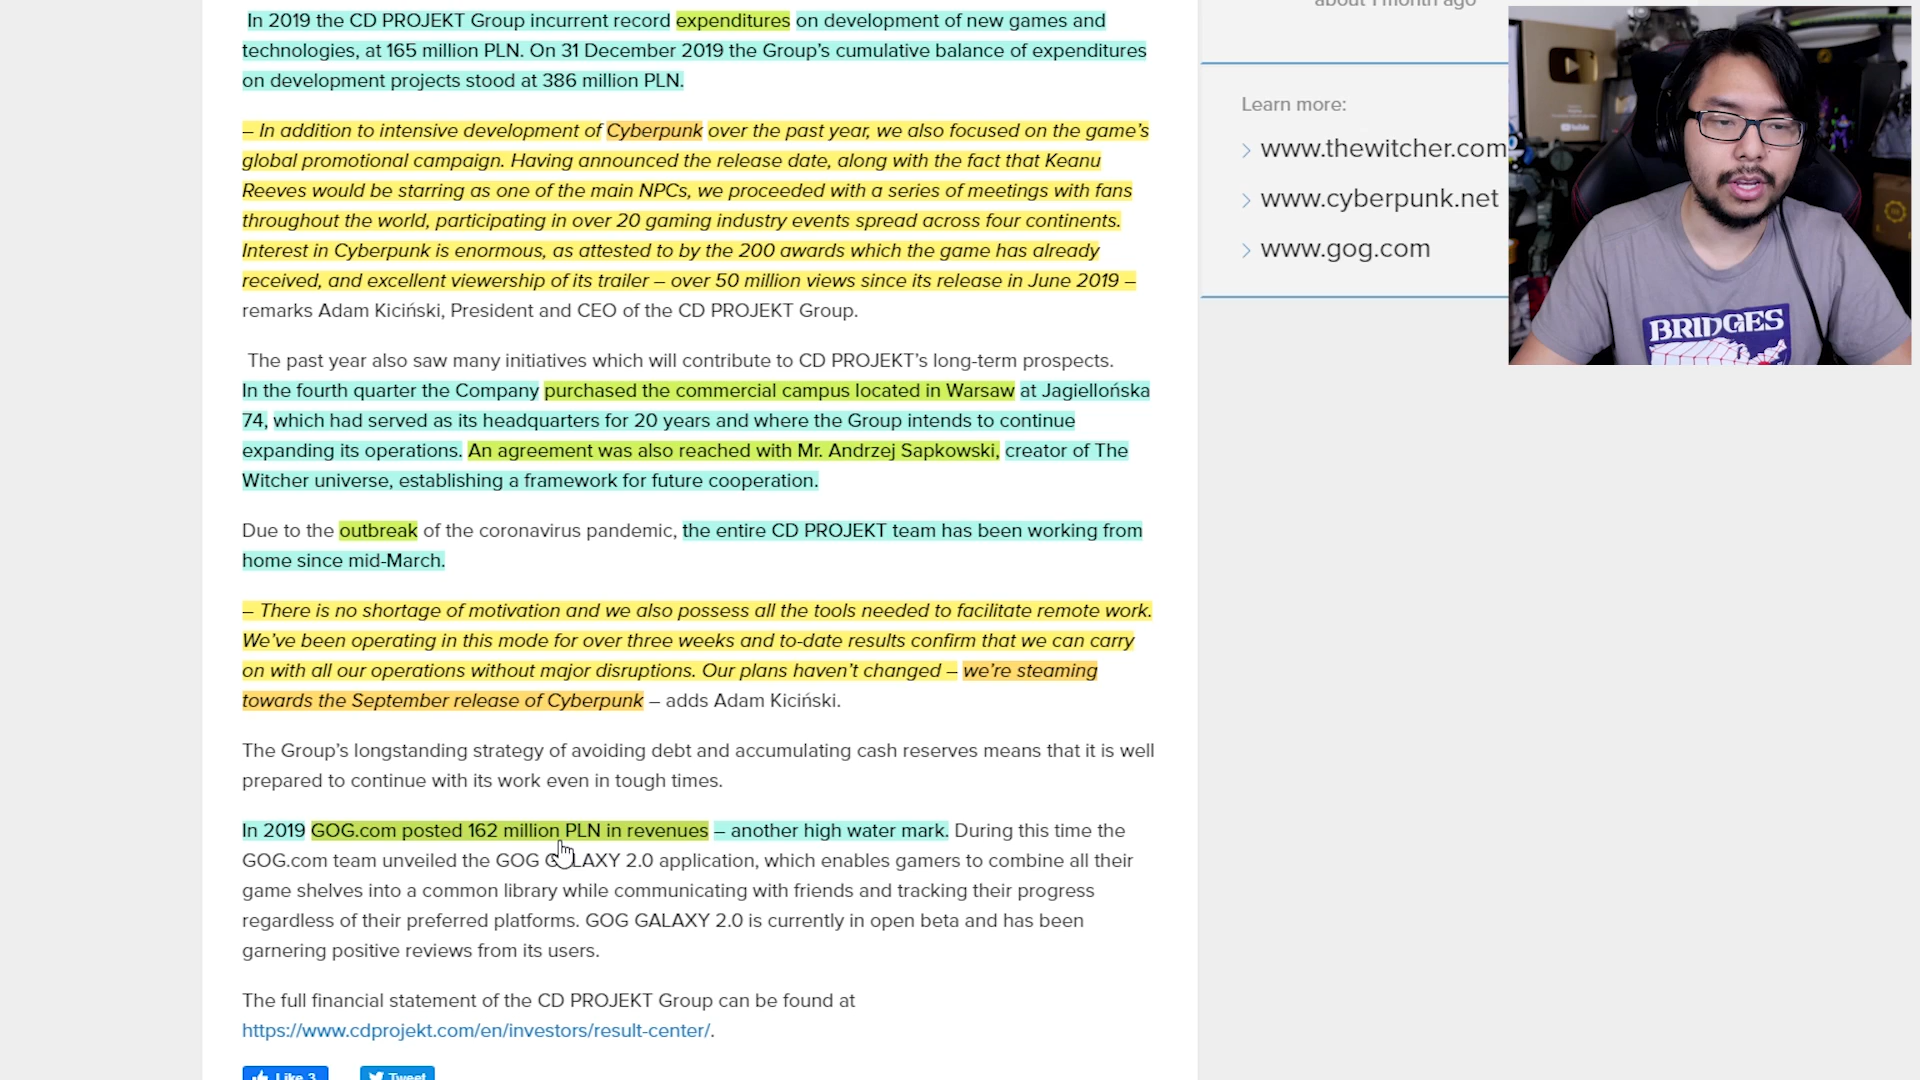 In 2019 the CD PROJEKT Group incurrent record expenditures on development of new games and
technologies, at 165 million PLN. On 31 December 2019 the Group's cumulative balance of expenditures
on development projects stood at 386 million PLN.
– In addition to intensive development of Cyberpunk over the past year, we also focused on the game's
global promotional campaign. Having announced the release date, along with the fact that Keanu
Reeves would be starring as one of the main NPCs, we proceeded with a series of meetings with fans
throughout the world, participating in over 20 gaming industry events spread across four continents.
Interest in Cyberpunk is enormous, as attested to by the 200 awards which the game has already
received, and excellent viewership of its trailer – over 50 million views since its release in June 2019 –
remarks Adam Kiciński, President and CEO of the CD PROJEKT Group.
The past year also saw many initiatives which will contribute to CD PROJEKT's long-term prospects.
In the fourth quarter the Company purchased the commercial campus located in Warsaw at Jagiellońska
74, which had served as its headquarters for 20 years and where the Group intends to continue
expanding its operations. An agreement was also reached with Mr. Andrzej Sapkowski, creator of The
Witcher universe, establishing a framework for future cooperation.
Due to the outbreak of the coronavirus pandemic, the entire CD PROJEKT team has been working from
home since mid-March.
– There is no shortage of motivation and we also possess all the tools needed to facilitate remote work.
We've been operating in this mode for over three weeks and to-date results confirm that we can carry
on with all our operations without major disruptions. Our plans haven't changed – we're steaming
towards the September release of Cyberpunk – adds Adam Kiciński.
The Group's longstanding strategy of avoiding debt and accumulating cash reserves means that it is well
prepared to continue with its work even in tough times.
In 2019 GOG.com posted 162 million PLN in revenues – another high water mark. During this time the
GOG.com team unveiled the GOG GALAXY 2.0 application, which enables gamers to combine all their
game shelves into a common library while communicating with friends and tracking their progress
regardless of their preferred platforms. GOG GALAXY 2.0 is currently in open beta and has been
garnering positive reviews from its users.
The full financial statement of the CD PROJEKT Group can be found at
https://www.cdprojekt.com/en/investors/result-center/.
Like 3
Tweet
about 1 month ago
Learn more:
www.thewitcher.com
www.cyberpunk.net
www.gog.com
BRIDGES